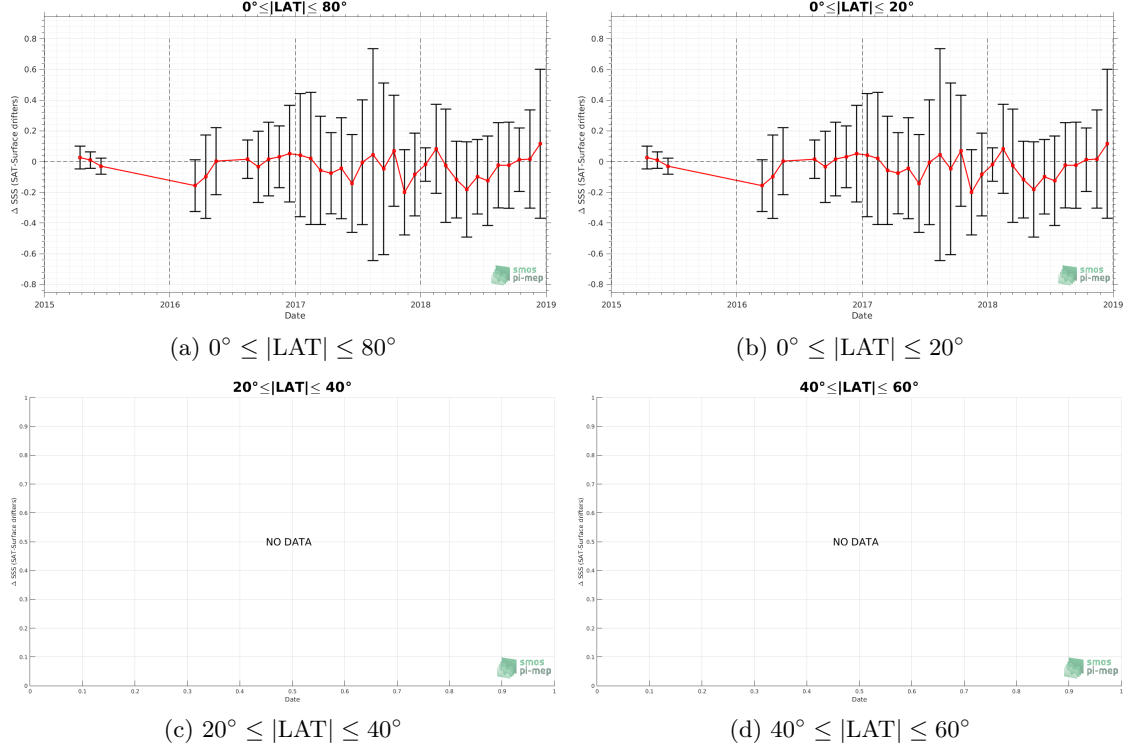 0°≤|LAT|≤ 80°
Δ SSS (SAT-Surface drifters)
0.8
0.6
0.4
0.2
0
-0.2
-0.4
-0.6
-0.8
2015
2016
2017
2018
2019
Date
smos
pi-mep
(a) 0° ≤ |LAT| ≤ 80°
0°≤|LAT|≤ 20°
Δ SSS (SAT-Surface drifters)
0.8
0.6
0.4
0.2
0
-0.2
-0.4
-0.6
-0.8
2015
2016
2017
2018
2019
Date
smos
pi-mep
(b) 0° ≤ |LAT| ≤ 20°
20°≤|LAT|≤ 40°
Δ SSS (SAT-Surface drifters)
1
0.9
0.8
0.7
0.6
0.5
0.4
0.3
0.2
0.1
0
NO DATA
0
0.1
0.2
0.3
0.4
0.5
0.6
0.7
0.8
0.9
1
Date
smos
pi-mep
(c) 20° ≤ |LAT| ≤ 40°
40°≤|LAT|≤ 60°
Δ SSS (SAT-Surface drifters)
1
0.9
0.8
0.7
0.6
0.5
0.4
0.3
0.2
0.1
0
NO DATA
0
0.1
0.2
0.3
0.4
0.5
0.6
0.7
0.8
0.9
1
Date
smos
pi-mep
(d) 40° ≤ |LAT| ≤ 60°